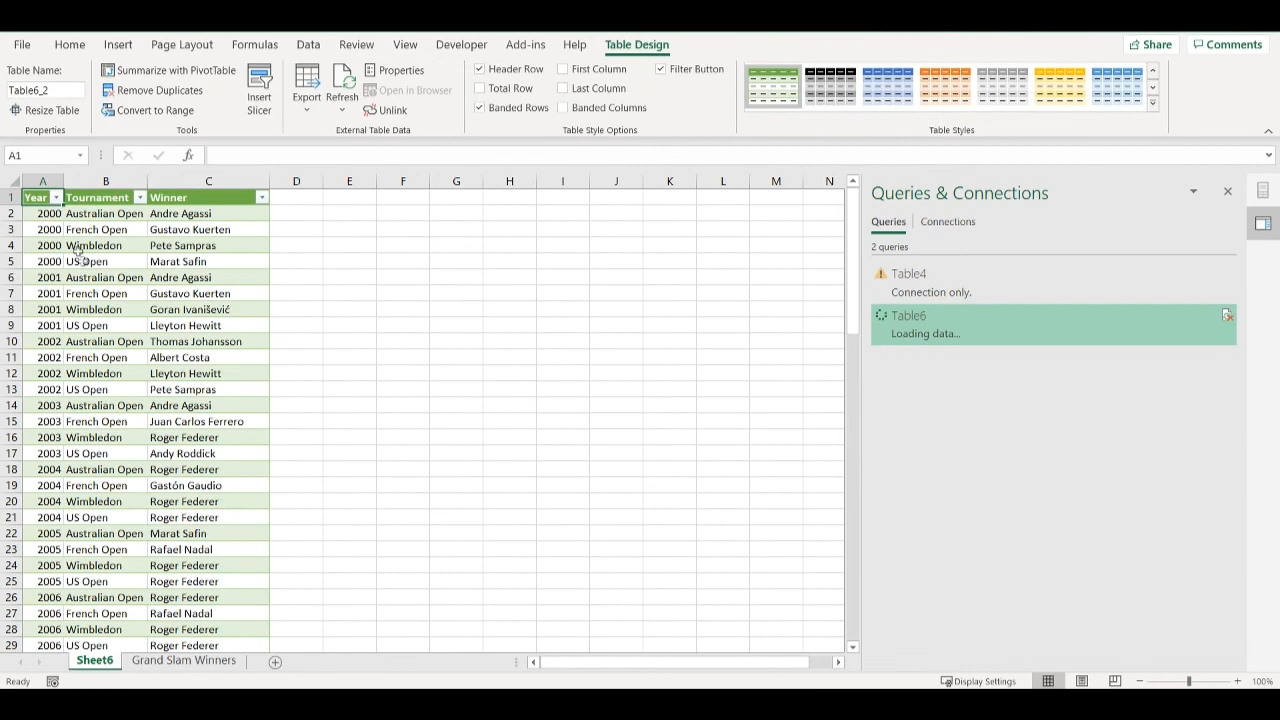 File Home Insert Page Layout Formulas Data Review View Developer Add-ins Help Table Design Share Comments
Table Name:
Table6_2
Resize Table
Properties
Summarize with PivotTable
Remove Duplicates
Convert to Range
Tools
Insert
Slicer
Export Refresh
Properties
Open in Browser
Unlink
External Table Data
Header Row First Column Filter Button
Total Row Last Column
Banded Rows Banded Columns
Table Style Options
Table Styles
A1 fx
A B C D E F G H I J K L M N
1 Year Tournament Winner
2 2000 Australian Open Andre Agassi
3 2000 French Open Gustavo Kuerten
4 2000 Wimbledon Pete Sampras
5 2000 US Open Marat Safin
6 2001 Australian Open Andre Agassi
7 2001 French Open Gustavo Kuerten
8 2001 Wimbledon Goran Ivanišević
9 2001 US Open Lleyton Hewitt
10 2002 Australian Open Thomas Johansson
11 2002 French Open Albert Costa
12 2002 Wimbledon Lleyton Hewitt
13 2002 US Open Pete Sampras
14 2003 Australian Open Andre Agassi
15 2003 French Open Juan Carlos Ferrero
16 2003 Wimbledon Roger Federer
17 2003 US Open Andy Roddick
18 2004 Australian Open Roger Federer
19 2004 French Open Gastón Gaudio
20 2004 Wimbledon Roger Federer
21 2004 US Open Roger Federer
22 2005 Australian Open Marat Safin
23 2005 French Open Rafael Nadal
24 2005 Wimbledon Roger Federer
25 2005 US Open Roger Federer
26 2006 Australian Open Roger Federer
27 2006 French Open Rafael Nadal
28 2006 Wimbledon Roger Federer
29 2006 US Open Roger Federer
Queries & Connections
Queries Connections
2 queries
Table4
Connection only.
Table6
Loading data...
Sheet6 Grand Slam Winners
Ready Display Settings 100%